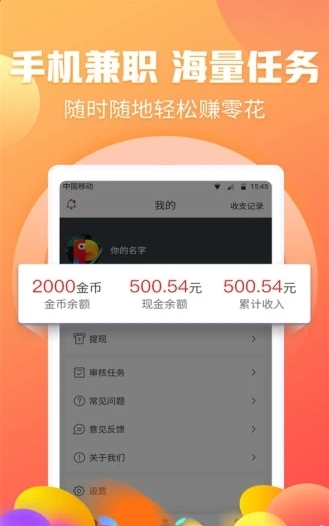 手机兼职 海量任务
随时随地轻松赚零花
中国移动 15:45
我的 收支记录
你的名字
2000金币 500.54元 500.54元
金币余额 现金余额 累计收入
提现
审核任务
常见问题
意见反馈
关于我们
设置